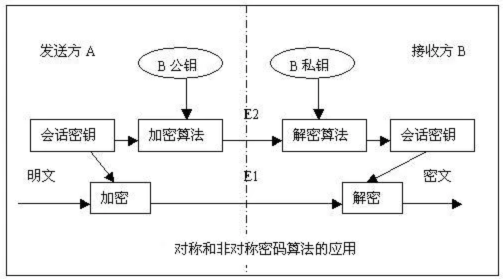 发送方 A
接收方 B
B 公钥
B 私钥
E2
会话密钥
加密算法
解密算法
会话密钥
明文
E1
密文
加密
解密
对称和非对称密码算法的应用